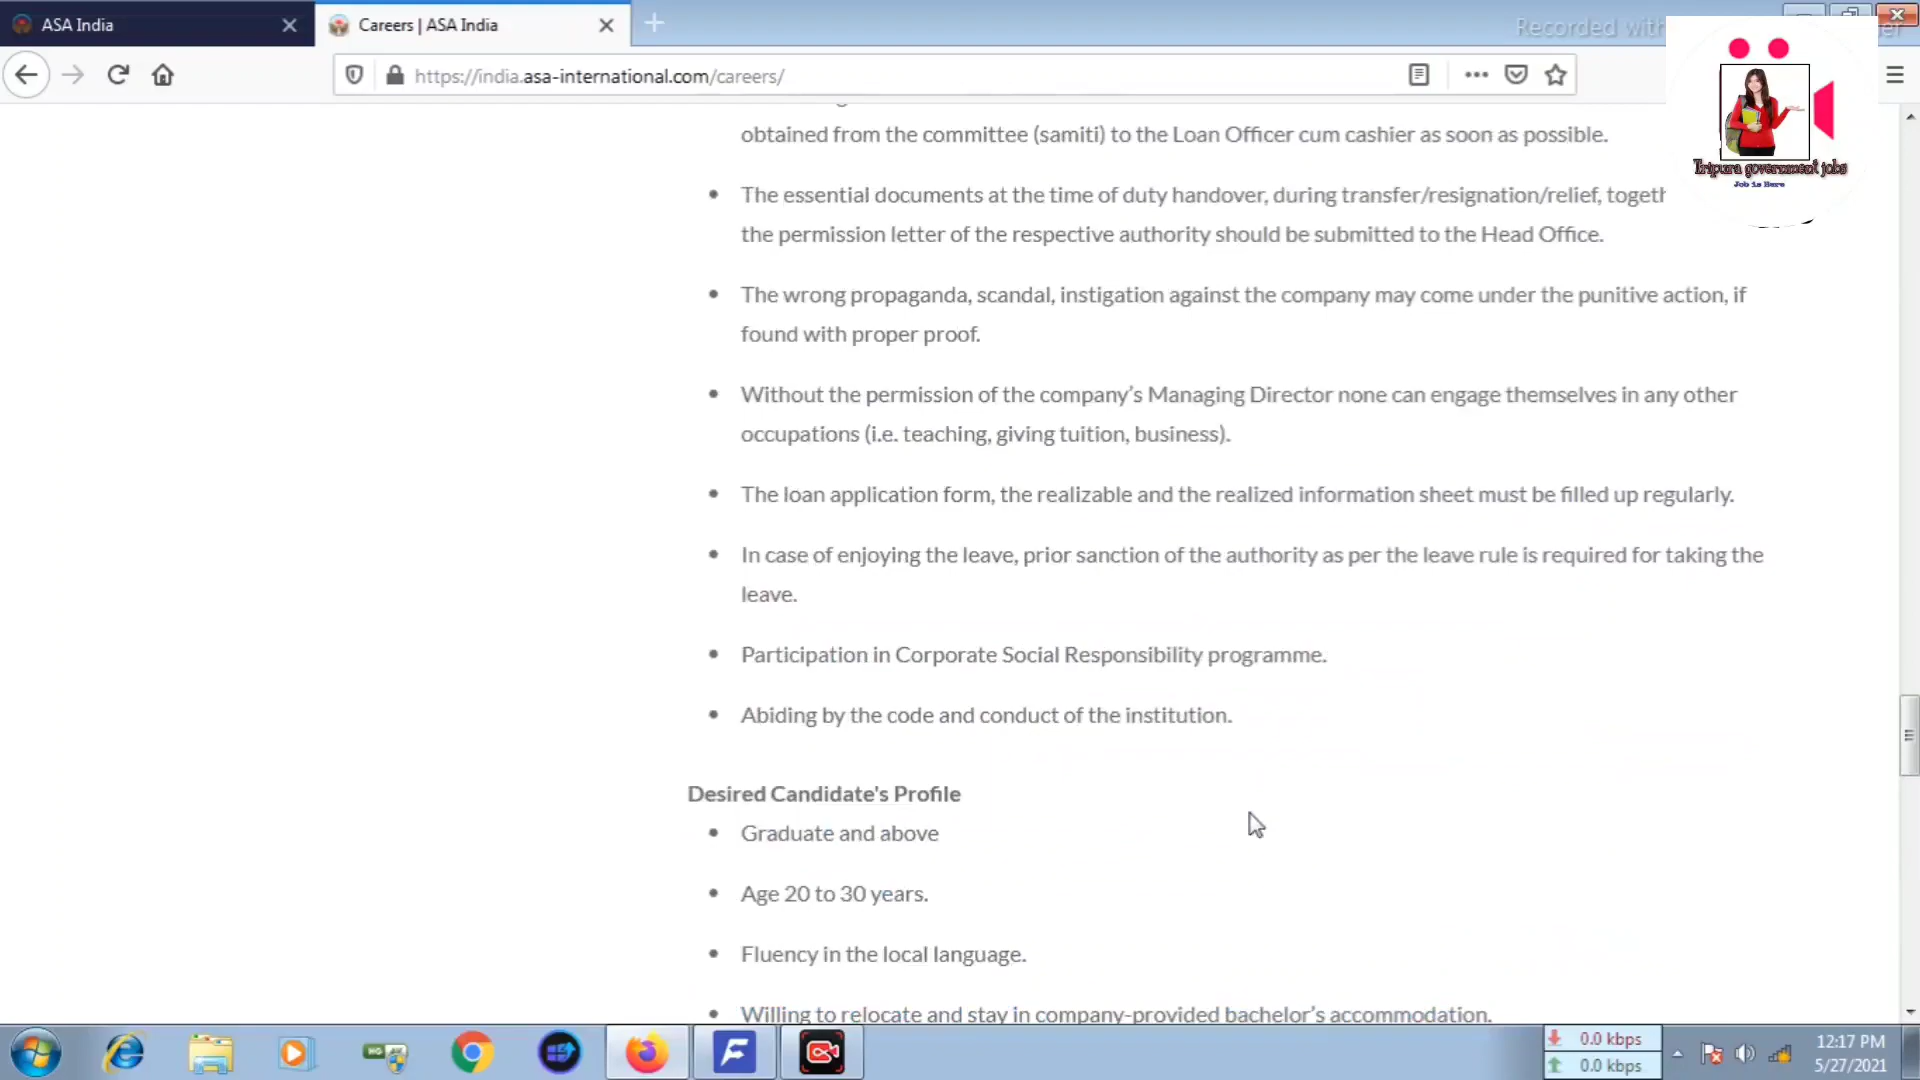 ASA India
Careers | ASA India
Recorded with
https://india.asa-international.com/careers/
Tripura government jobs
Job is Here
obtained from the committee (samiti) to the Loan Officer cum cashier as soon as possible.
• The essential documents at the time of duty handover, during transfer/resignation/relief,
the permission letter of the respective authority should be submitted to the Head Office.
• The wrong propaganda, scandal, instigation against the company may come under the punitive action, if
found with proper proof.
• Without the permission of the company's Managing Director none can engage themselves in any other
occupations (i.e. teaching, giving tuition, business).
• The loan application form, the realizable and the realized information sheet must be filled up regularly.
• In case of enjoying the leave, prior sanction of the authority as per the leave rule is required for taking the
leave.
• Participation in Corporate Social Responsibility programme.
• Abiding by the code and conduct of the institution.
Desired Candidate's Profile
• Graduate and above
• Age 20 to 30 years.
• Fluency in the local language.
• Willing to relocate and stay in company-provided bachelor's accommodation.
0.0 kbps
0.0 kbps
12:17 PM
5/27/2021